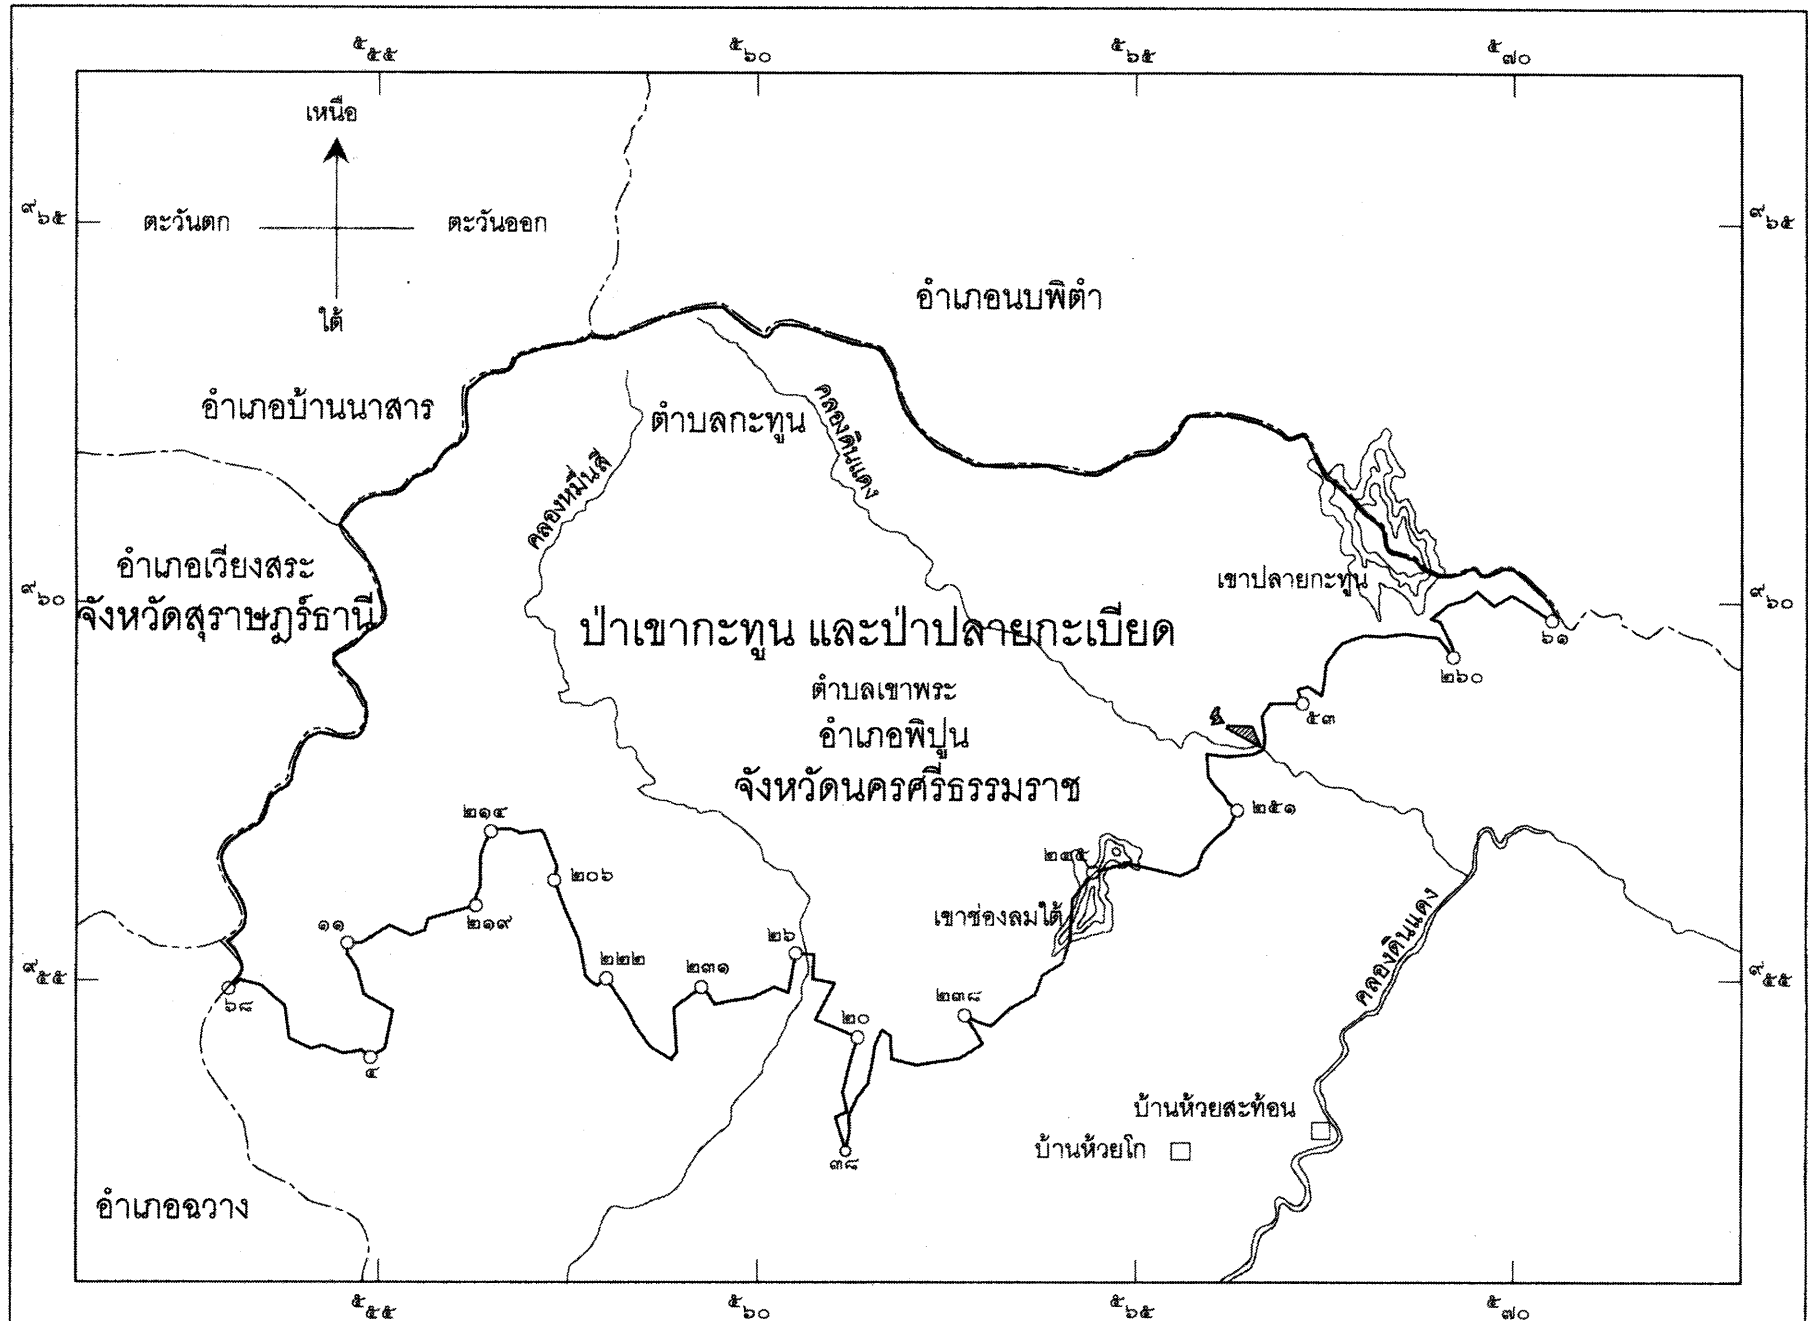 ๕๕๕ ๕๖๐ ๕๖๕ ๕๗๐
เหนือ
๙๖๕ ตะวันตก ตะวันออก ๙๖๕
ใต้
อำเภอนบพิตำ
อำเภอบ้านนาสาร
ตำบลกะทูน
คลองดินแดง
คลองหมื่นสี
อำเภอเวียงสระ
เขาปลายกะทูน
๙๖๐ ๙๖๐
จังหวัดสุราษฎร์ธานี
ป่าเขากะทูน และป่าปลายกะเบียด
๖๑
๒๖๐
ตำบลเขาพระ
๕๓
อำเภอพิปูน
จังหวัดนครศรีธรรมราช
๒๑๔
๒๕๑
๒๔๕
๒๐๖
๒๑๙
เขาช่องลมใต้
๑๑
๒๖
คลองดินแดง
๒๒๒
๒๓๑
๙๕๕ ๙๕๕
๖๘
๒๓๘
๒๐
๔
บ้านห้วยสะท้อน
บ้านห้วยโก
๓๘
อำเภอฉวาง
๕๕๕ ๕๖๐ ๕๖๕ ๕๗๐